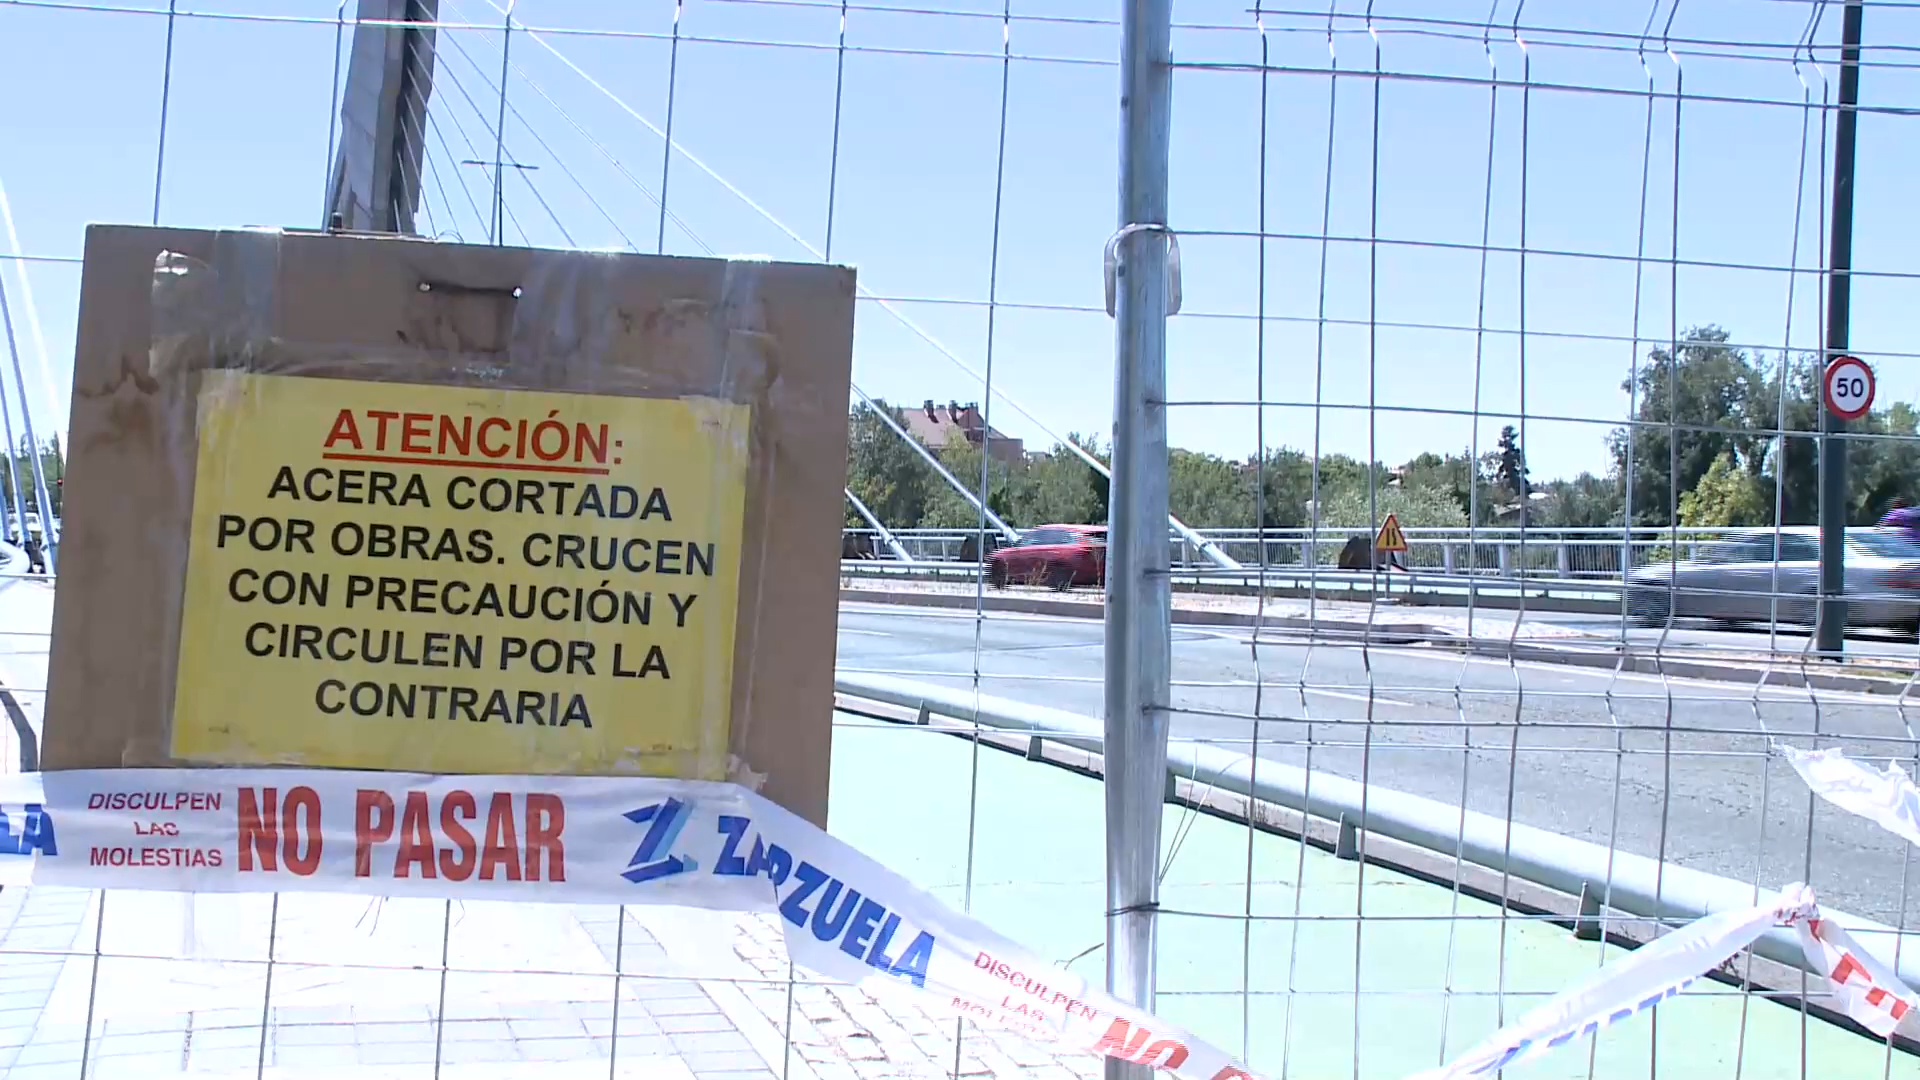 ATENCIÓN:
ACERA CORTADA
POR OBRAS. CRUCEN
CON PRECAUCIÓN Y
CIRCULEN POR LA
CONTRARIA
50
DISCULPEN
LAS
MOLESTIAS
NO PASAR
ZARZUELA
DISCULPEN
LAS
NO